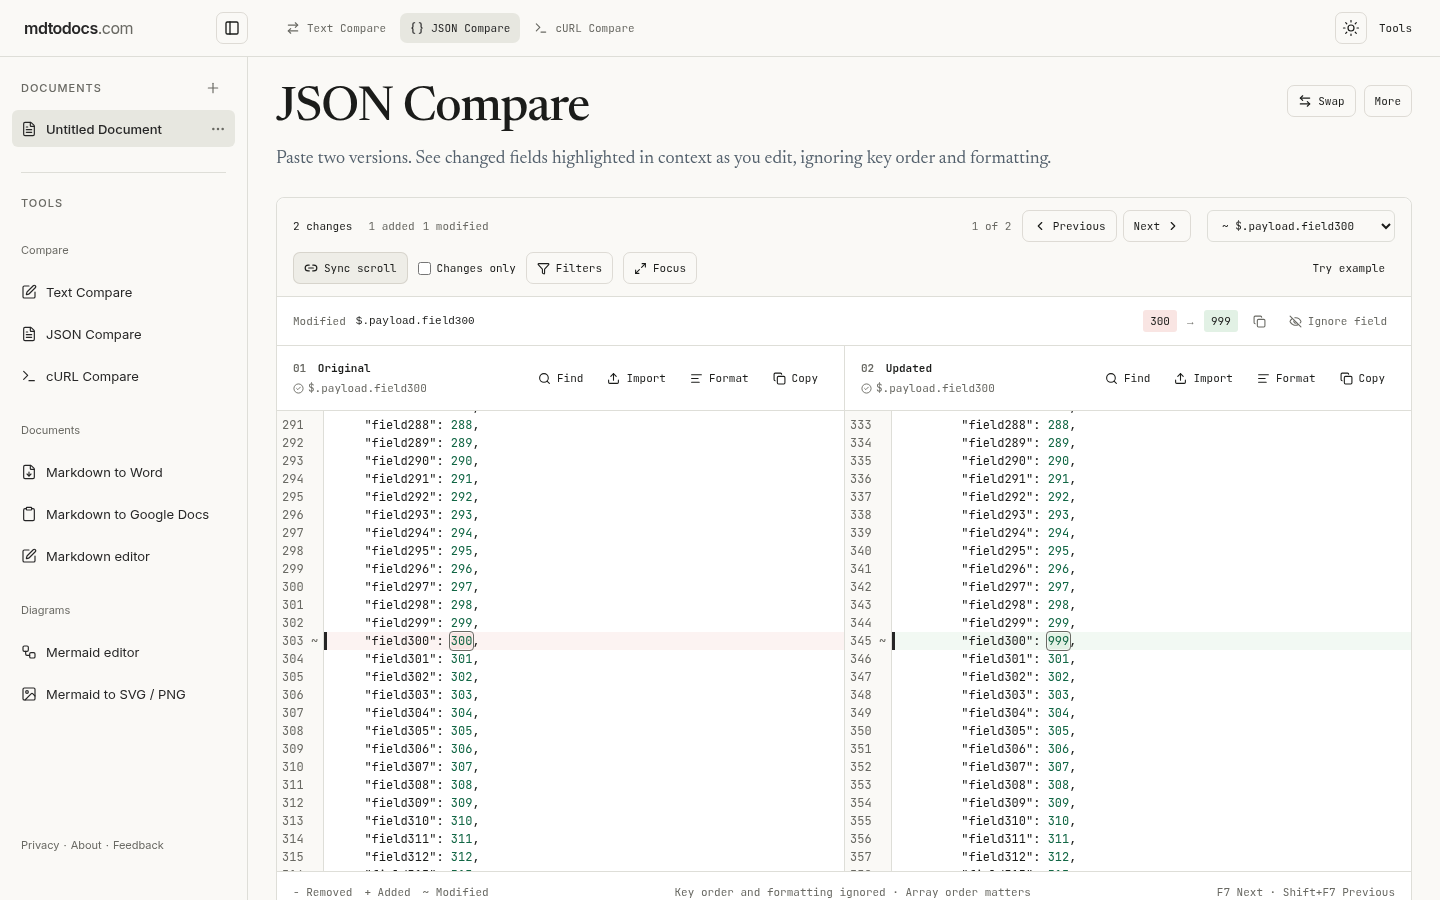 mdtodocs.com
Text Compare
JSON Compare
cURL Compare
Tools
DOCUMENTS
Untitled Document
TOOLS
Compare
Text Compare
JSON Compare
cURL Compare
Documents
Markdown to Word
Markdown to Google Docs
Markdown editor
Diagrams
Mermaid editor
Mermaid to SVG / PNG
Privacy · About · Feedback
JSON Compare
Swap
More
Paste two versions. See changed fields highlighted in context as you edit, ignoring key order and formatting.
2 changes 1 added 1 modified
1 of 2
Previous
Next
~ $.payload.field300
Sync scroll
Changes only
Filters
Focus
Try example
Modified $.payload.field300
300 → 999
Ignore field
01 Original
$.payload.field300
Find
Import
Format
Copy
291 "field288": 288,
292 "field289": 289,
293 "field290": 290,
294 "field291": 291,
295 "field292": 292,
296 "field293": 293,
297 "field294": 294,
298 "field295": 295,
299 "field296": 296,
300 "field297": 297,
301 "field298": 298,
302 "field299": 299,
303 ~ "field300": 300,
304 "field301": 301,
305 "field302": 302,
306 "field303": 303,
307 "field304": 304,
308 "field305": 305,
309 "field306": 306,
310 "field307": 307,
311 "field308": 308,
312 "field309": 309,
313 "field310": 310,
314 "field311": 311,
315 "field312": 312,
02 Updated
$.payload.field300
Find
Import
Format
Copy
333 "field288": 288,
334 "field289": 289,
335 "field290": 290,
336 "field291": 291,
337 "field292": 292,
338 "field293": 293,
339 "field294": 294,
340 "field295": 295,
341 "field296": 296,
342 "field297": 297,
343 "field298": 298,
344 "field299": 299,
345 ~ "field300": 999,
346 "field301": 301,
347 "field302": 302,
348 "field303": 303,
349 "field304": 304,
350 "field305": 305,
351 "field306": 306,
352 "field307": 307,
353 "field308": 308,
354 "field309": 309,
355 "field310": 310,
356 "field311": 311,
357 "field312": 312,
- Removed + Added ~ Modified
Key order and formatting ignored · Array order matters
F7 Next · Shift+F7 Previous